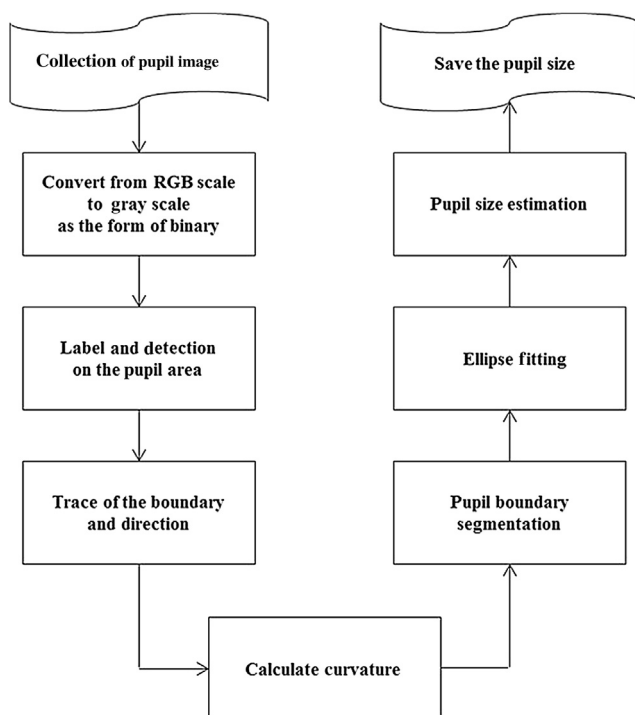 Collection of pupil image
Convert from RGB scale
to gray scale
as the form of binary
Label and detection
on the pupil area
Trace of the boundary
and direction
Calculate curvature
Pupil boundary
segmentation
Ellipse fitting
Pupil size estimation
Save the pupil size